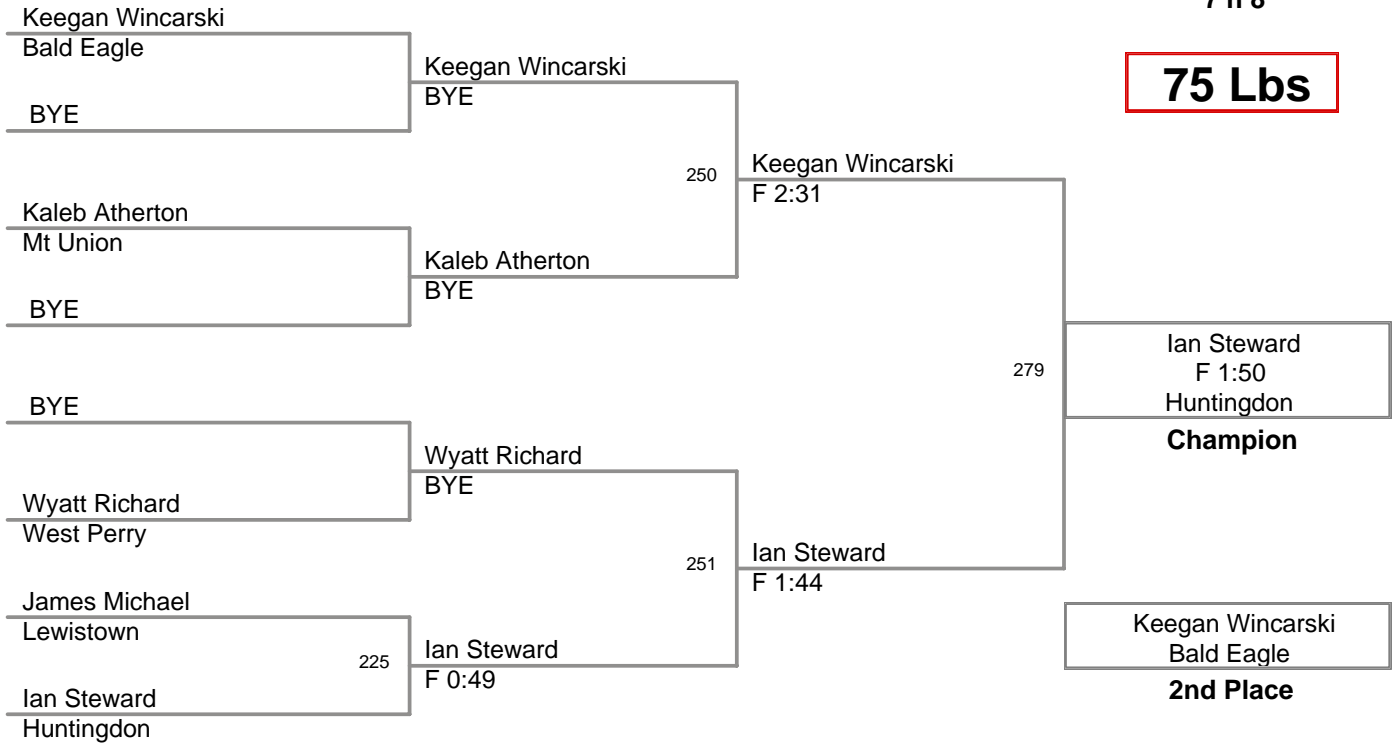 7 n 8
75 Lbs
Keegan Wincarski
Bald Eagle
BYE
Kaleb Atherton
Mt Union
BYE
BYE
Wyatt Richard
West Perry
James Michael
Lewistown
225
Ian Steward
Huntingdon
Keegan Wincarski
BYE
250
Kaleb Atherton
BYE
Wyatt Richard
BYE
251
Ian Steward
F 0:49
Keegan Wincarski
F 2:31
279
Ian Steward
F 1:44
Ian Steward
F 1:50
Huntingdon
Champion
Keegan Wincarski
Bald Eagle
2nd Place